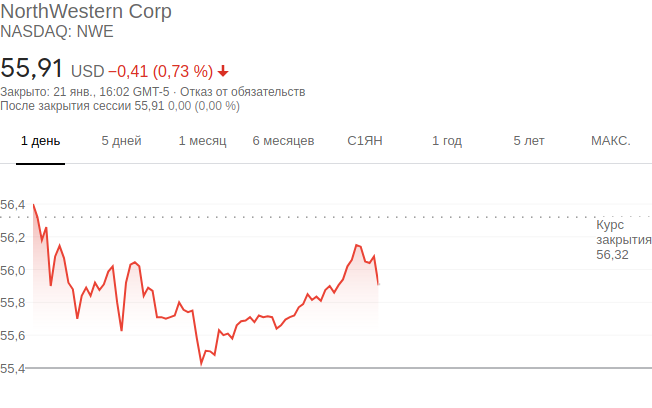 NorthWestern Corp
NASDAQ: NWE
55,91 USD −0,41 (0,73 %)
Закрыто: 21 янв., 16:02 GMT-5 · Отказ от обязательств
После закрытия сессии 55,91 0,00 (0,00 %)
1 день 5 дней 1 месяц 6 месяцев С1ЯН 1 год 5 лет МАКС.
56,4
Курс
закрытия
56,32
56,2
56,0
55,8
55,6
55,4